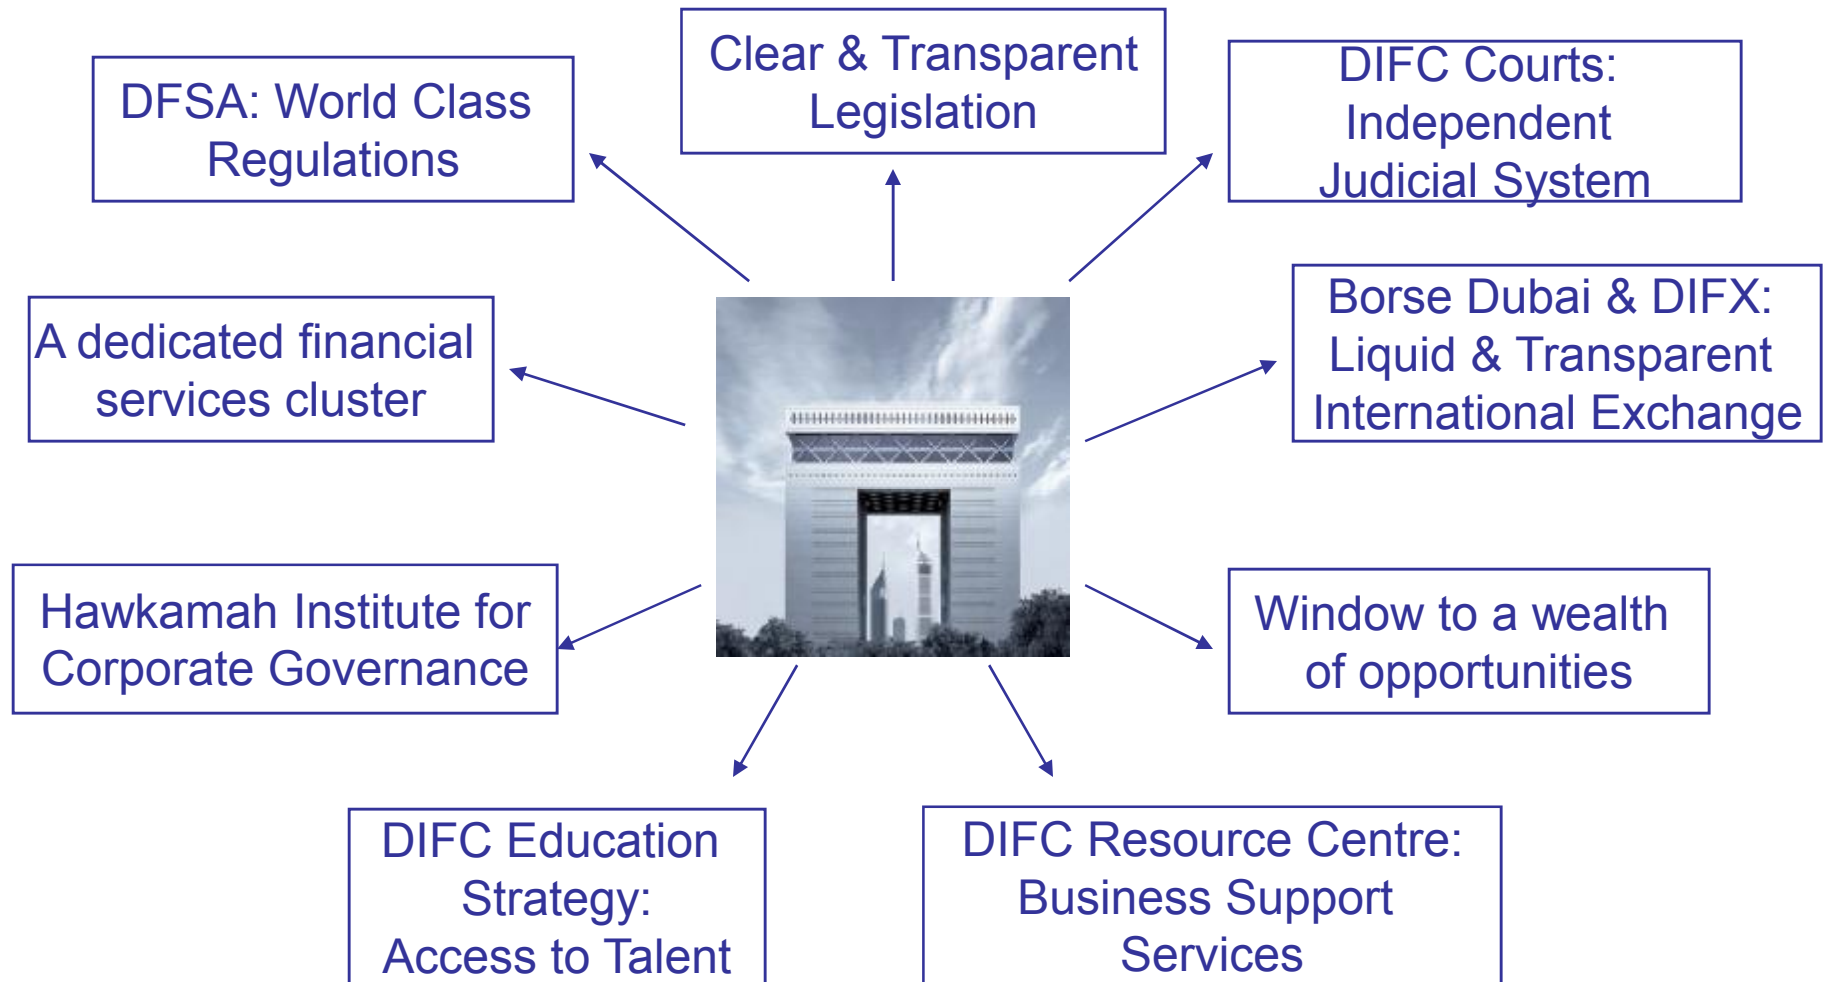 Clear & Transparent
Legislation
DFSA: World Class
Regulations
DIFC Courts:
Independent
Judicial System
A dedicated financial
services cluster
Borse Dubai & DIFX:
Liquid & Transparent
International Exchange
Hawkamah Institute for
Corporate Governance
Window to a wealth
of opportunities
DIFC Education
Strategy:
Access to Talent
DIFC Resource Centre:
Business Support
Services